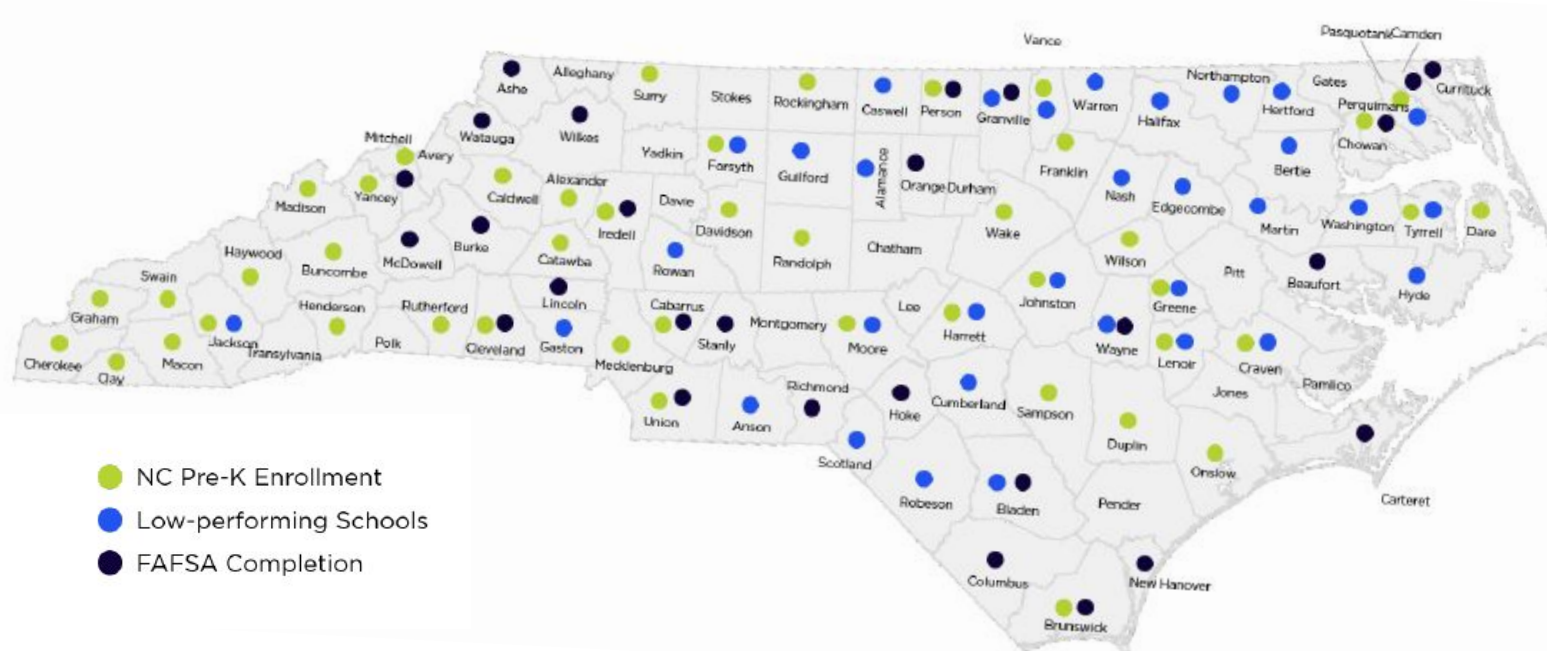 Vance
Pasquotank
Camden
Ashe
Alleghany
Surry
Stokes
Rockingham
Caswell
Person
Granville
Warren
Northampton
Halifax
Hertford
Gates
Perquimans
Currituck
Watauga
Wilkes
Mitchell
Avery
Yadkin
Forsyth
Guilford
Alamance
Orange
Durham
Franklin
Chowan
Bertie
Madison
Yancey
Caldwell
Alexander
Iredell
Davie
Davidson
Nash
Edgecombe
Martin
Washington
Tyrrell
Dare
Haywood
Buncombe
McDowell
Burke
Catawba
Rowan
Randolph
Chatham
Wake
Wilson
Pitt
Beaufort
Hyde
Swain
Graham
Henderson
Rutherford
Lincoln
Cabarrus
Montgomery
Lee
Johnston
Greene
Cherokee
Clay
Macon
Jackson
Transylvania
Polk
Cleveland
Gaston
Mecklenburg
Stanly
Moore
Harrett
Wayne
Lenoir
Craven
Pamlico
Jones
Union
Anson
Richmond
Hoke
Cumberland
Sampson
Duplin
Onslow
Scotland
Robeson
Bladen
Pender
Carteret
Columbus
New Hanover
Brunswick
NC Pre-K Enrollment
Low-performing Schools
FAFSA Completion